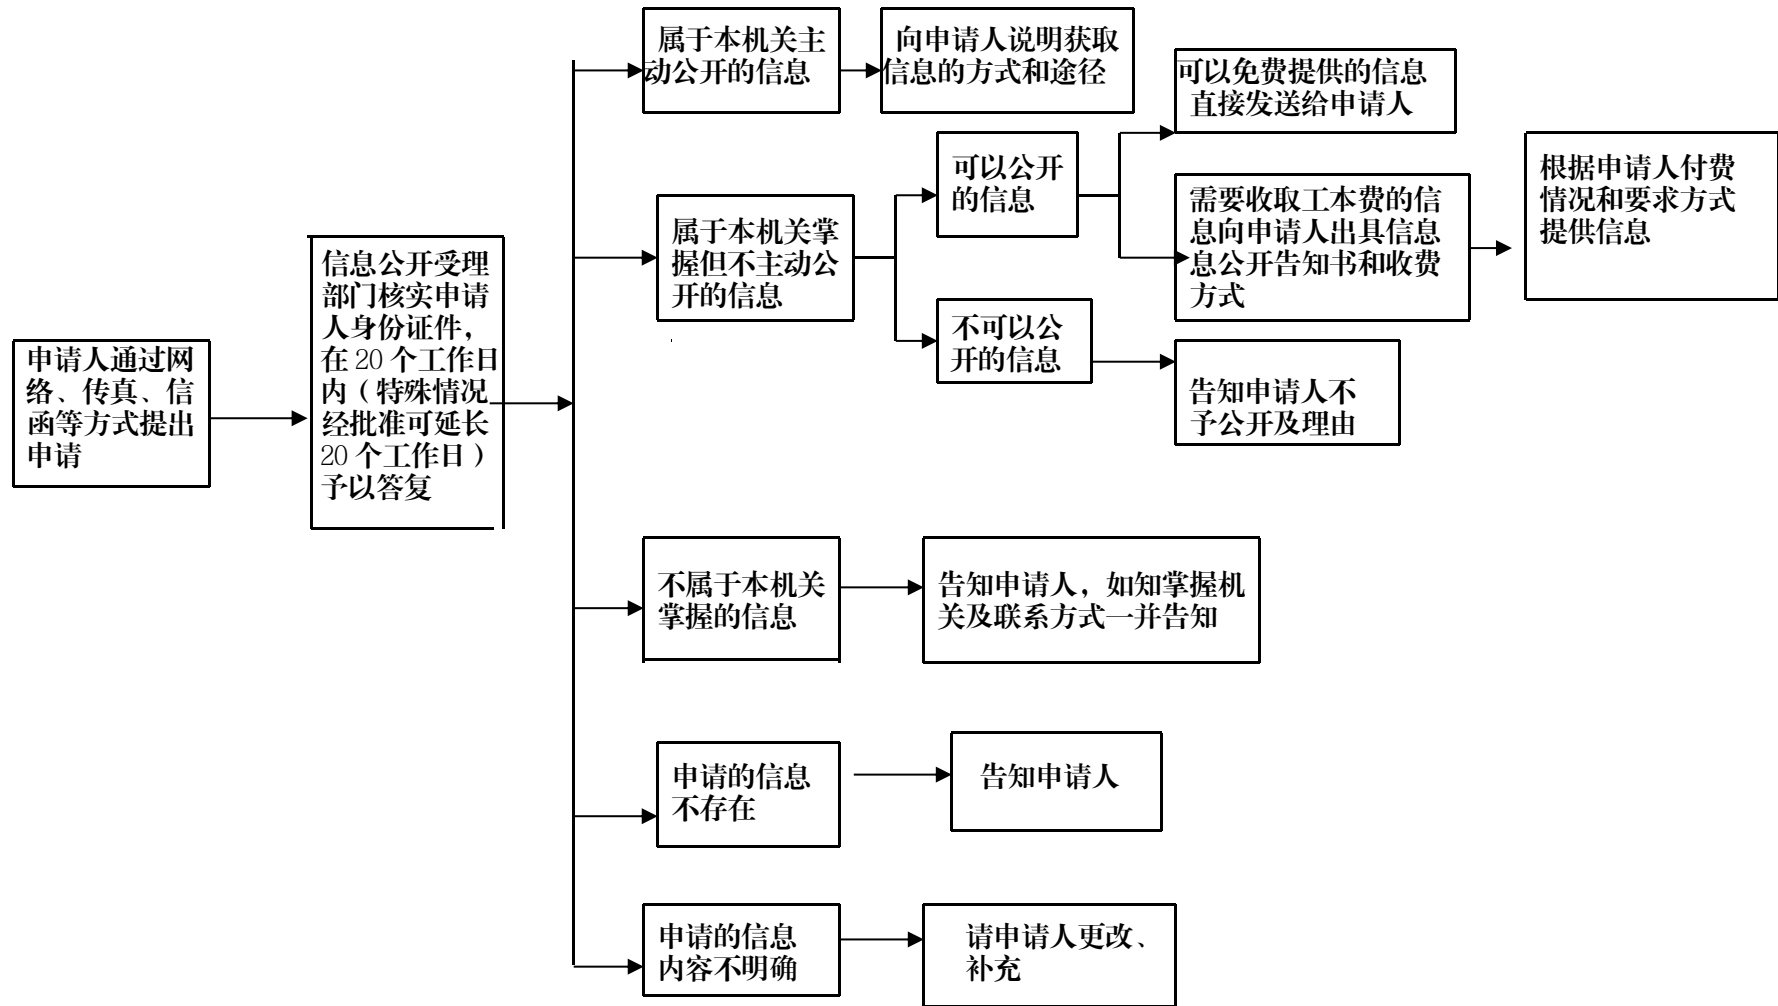 申请人通过网
络、传真、信
函等方式提出
申请
信息公开受理
部门核实申请
人身份证件，
在20个工作日
内（特殊情况
经批准可延长
20个工作日）
予以答复
属于本机关主
动公开的信息
向申请人说明获取
信息的方式和途径
属于本机关掌
握但不主动公
开的信息
可以公开
的信息
可以免费提供的信息
直接发送给申请人
需要收取工本费的信
息向申请人出具信息
息公开告知书和收费
方式
根据申请人付费
情况和要求方式
提供信息
不可以公
开的信息
告知申请人不
予公开及理由
不属于本机关
掌握的信息
告知申请人，如知掌握机
关及联系方式一并告知
申请的信息
不存在
告知申请人
申请的信息
内容不明确
请申请人更改、
补充